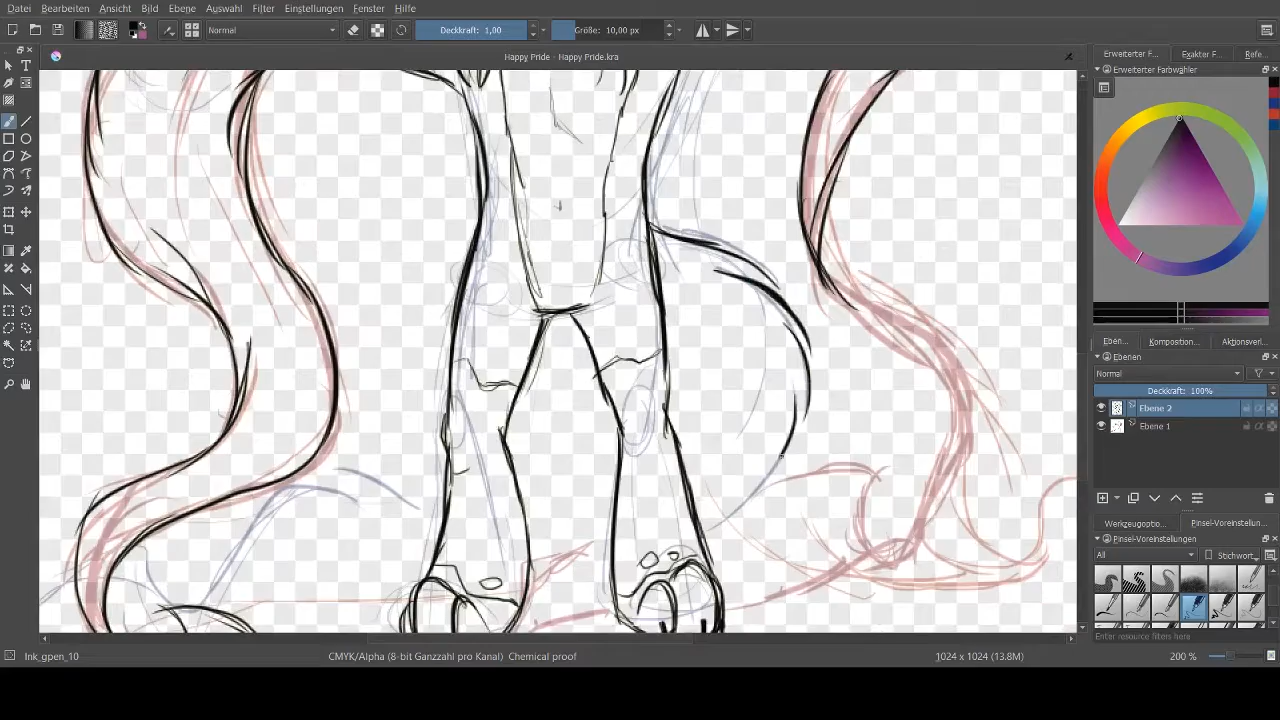 Datei Bearbeiten Ansicht Bild Ebene Auswahl Filter Einstellungen Fenster Hilfe
Normal Deckkraft: 1,00 Größe: 10,00 px
Happy Pride - Happy Pride.kra
Erweiterter F... Exakter F... Refe...
Erweiterter Farbwähler
Eben... Komposition... Aktionsverl...
Ebenen
Normal
Deckkraft: 100%
Ebene 2
Ebene 1
Werkzeugoptio... Pinsel-Voreinstellun...
Pinsel-Voreinstellungen
All Stichwort...
Enter resource filters here
Ink_gpen_10 CMYK/Alpha (8-bit Ganzzahl pro Kanal) Chemical proof 1024 x 1024 (13.8M) 200 %